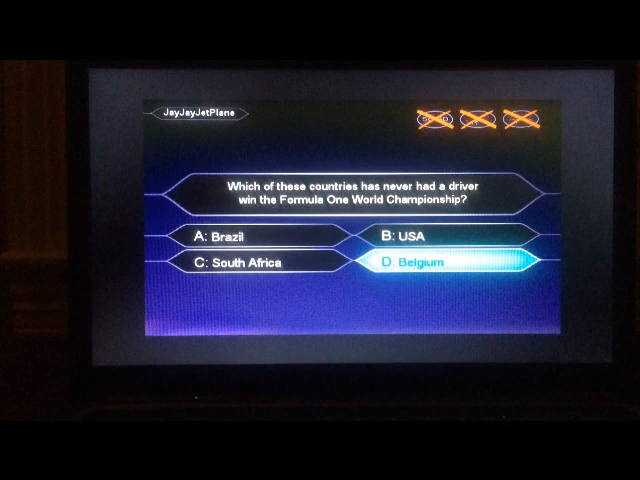 JayJayJetPlane
Which of these countries has never had a driver
win the Formula One World Championship?
A: Brazil
B: USA
C: South Africa
D: Belgium